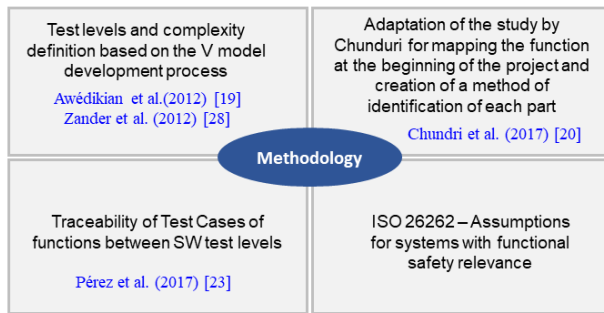 Test levels and complexity
definition based on the V model
development process
Awédikian et al.(2012) [19]
Zander et al. (2012) [28]
Adaptation of the study by
Chunduri for mapping the function
at the beginning of the project and
creation of a method of
identification of each part
Chundri et al. (2017) [20]
Methodology
Traceability of Test Cases of
functions between SW test levels
Pérez et al. (2017) [23]
ISO 26262 – Assumptions
for systems with functional
safety relevance